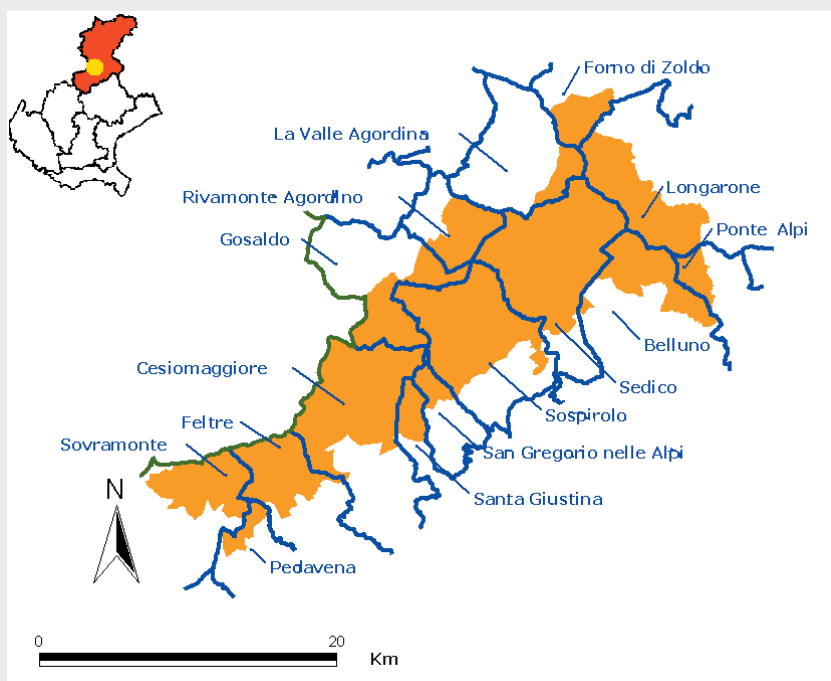 Forno di Zoldo
La Valle Agordina
Rivamonte Agordino
Longarone
Gosaldo
Ponte Alpi
Belluno
Cesiomaggiore
Sedico
Sospirolo
Feltre
Sovramonte
San Gregorio nelle Alpi
N
Santa Giustina
Pedavena
0
20
Km